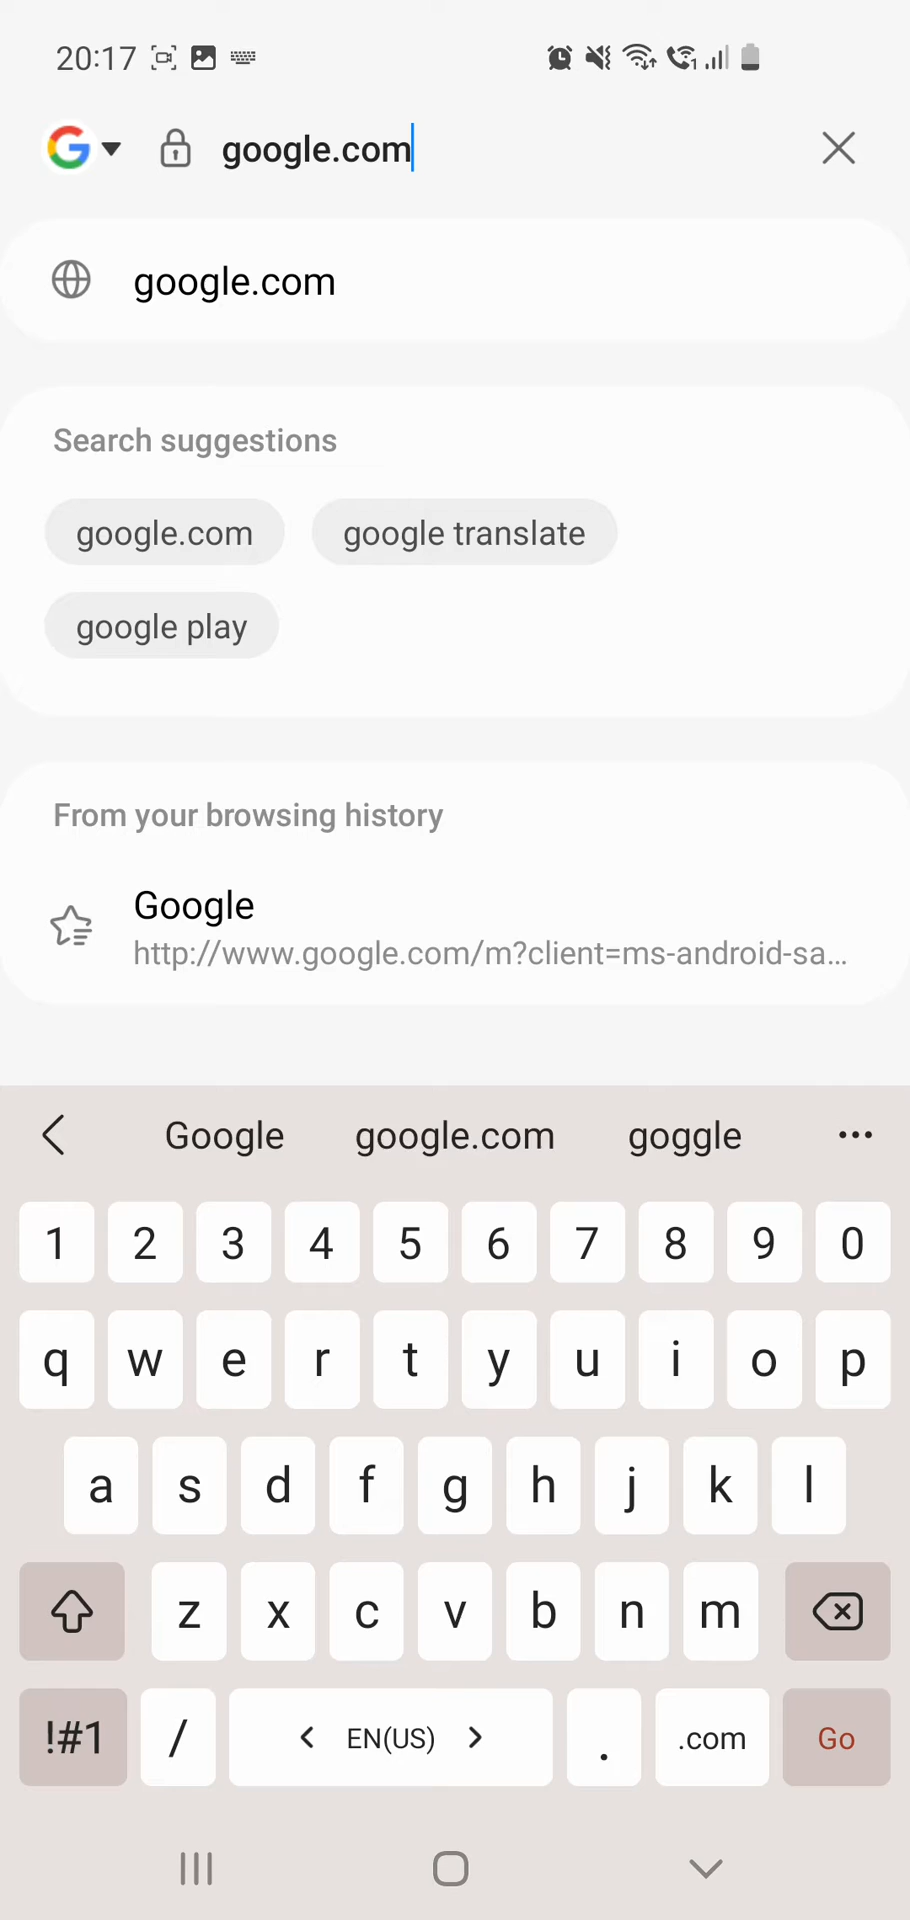 20:17
google.com
google.com
Search suggestions
google.com google translate
google play
From your browsing history
Google
http://www.google.com/m?client=ms-android-sa...
Google google.com goggle
1 2 3 4 5 6 7 8 9 0
q w e r t y u i o p
a s d f g h j k l
z x c v b n m
!#1 / EN(US) . .com Go